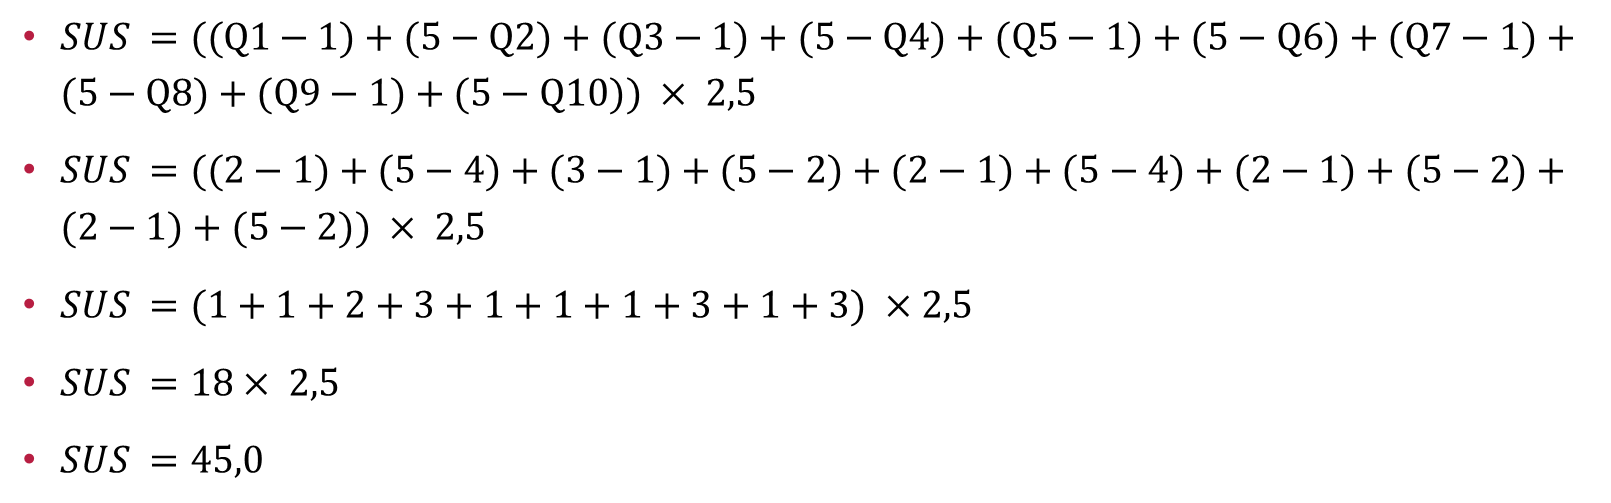 • SUS = ((Q1 − 1) + (5 − Q2) + (Q3 − 1) + (5 − Q4) + (Q5 − 1) + (5 − Q6) + (Q7 − 1) +
(5 − Q8) + (Q9 − 1) + (5 − Q10)) × 2,5
• SUS = ((2 − 1) + (5 − 4) + (3 − 1) + (5 − 2) + (2 − 1) + (5 − 4) + (2 − 1) + (5 − 2) +
(2 − 1) + (5 − 2)) × 2,5
• SUS = (1 + 1 + 2 + 3 + 1 + 1 + 1 + 3 + 1 + 3) × 2,5
• SUS = 18 × 2,5
• SUS = 45,0